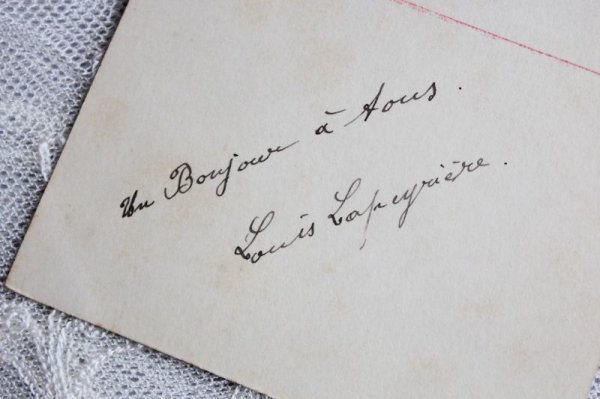 Un Bonjour à tous.
Louis Lapeyrière.